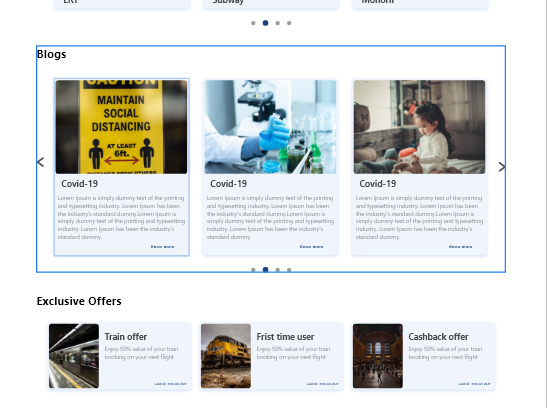 Subway
Monoril
Blogs
CAUTION
MAINTAIN
SOCIAL
DISTANCING
AT LEAST
6ft.
Covid-19
Lorem Ipsum is simply dummy text of the printing
and typesetting industry. Lorem Ipsum has been
the industry's standard dummy.Lorem Ipsum is
simply dummy text of the printing and typesetting
industry. Lorem Ipsum has been the industry's
standard dummy.
Know more
Covid-19
Lorem Ipsum is simply dummy text of the printing
and typesetting industry. Lorem Ipsum has been
the industry's standard dummy.Lorem Ipsum is
simply dummy text of the printing and typesetting
industry. Lorem Ipsum has been the industry's
standard dummy.
Know more
Covid-19
Lorem Ipsum is simply dummy text of the printing
and typesetting industry. Lorem Ipsum has been
the industry's standard dummy.Lorem Ipsum is
simply dummy text of the printing and typesetting
industry. Lorem Ipsum has been the industry's
standard dummy.
Know more
Exclusive Offers
Train offer
Enjoy 50% value of your train
booking on your next flight
Frist time user
Enjoy 50% value of your train
booking on your next flight
Cashback offer
Enjoy 50% value of your train
booking on your next flight